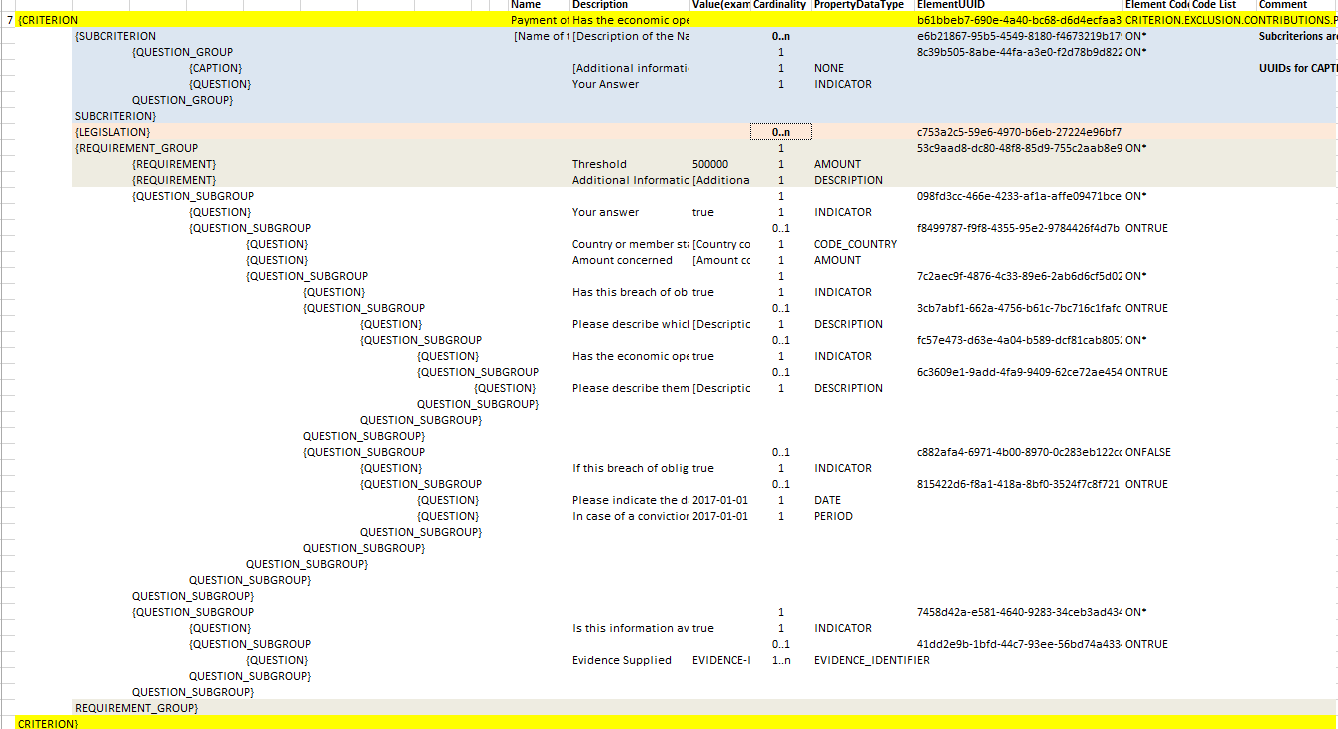 Name Description Value(exam Cardinality PropertyDataType ElementUUID Element Cod Code List Comment
7 {CRITERION Payment of Has the economic ope b61bbeb7-690e-4a40-bc68-d6d4ecfaa3 CRITERION.EXCLUSION.CONTRIBUTIONS.P
{SUBCRITERION [Name of t [Description of the Na 0..n e6b21867-95b5-4549-8180-f4673219b17 ON* Subcriterions are
{QUESTION_GROUP 1 8c39b505-8abe-44fa-a3e0-f2d78b9d822 ON*
{CAPTION} [Additional informati 1 NONE UUIDs for CAPTI
{QUESTION} Your Answer 1 INDICATOR
QUESTION_GROUP}
SUBCRITERION}
{LEGISLATION} 0..n c753a2c5-59e6-4970-b6eb-27224e96bf7
{REQUIREMENT_GROUP 1 53c9aad8-dc80-48f8-85d9-755c2aab8e9 ON*
{REQUIREMENT} Threshold 500000 1 AMOUNT
{REQUIREMENT} Additional Informatic [Additiona 1 DESCRIPTION
{QUESTION_SUBGROUP 1 098fd3cc-466e-4233-af1a-affe09471bce ON*
{QUESTION} Your answer true 1 INDICATOR
{QUESTION_SUBGROUP 0..1 f8499787-f9f8-4355-95e2-9784426f4d7b ONTRUE
{QUESTION} Country or member sta [Country co 1 CODE_COUNTRY
{QUESTION} Amount concerned [Amount cc 1 AMOUNT
{QUESTION_SUBGROUP 1 7c2aec9f-4876-4c33-89e6-2ab6d6cf5d02 ON*
{QUESTION} Has this breach of ob true 1 INDICATOR
{QUESTION_SUBGROUP 0..1 3cb7abf1-662a-4756-b61c-7bc716c1fafc ONTRUE
{QUESTION} Please describe whicl [Descriptic 1 DESCRIPTION
{QUESTION_SUBGROUP 0..1 fc57e473-d63e-4a04-b589-dcf81cab805 ON*
{QUESTION} Has the economic ope true 1 INDICATOR
{QUESTION_SUBGROUP 0..1 6c3609e1-9add-4fa9-9409-62ce72ae454 ONTRUE
{QUESTION} Please describe them [Descriptic 1 DESCRIPTION
QUESTION_SUBGROUP}
QUESTION_SUBGROUP}
QUESTION_SUBGROUP}
{QUESTION_SUBGROUP 0..1 c882afa4-6971-4b00-8970-0c283eb122cc ONFALSE
{QUESTION} If this breach of oblig true 1 INDICATOR
{QUESTION_SUBGROUP 0..1 815422d6-f8a1-418a-8bf0-3524f7c8f721 ONTRUE
{QUESTION} Please indicate the d 2017-01-01 1 DATE
{QUESTION} In case of a convictior 2017-01-01 1 PERIOD
QUESTION_SUBGROUP}
QUESTION_SUBGROUP}
QUESTION_SUBGROUP}
QUESTION_SUBGROUP}
QUESTION_SUBGROUP}
{QUESTION_SUBGROUP 1 7458d42a-e581-4640-9283-34ceb3ad434 ON*
{QUESTION} Is this information av true 1 INDICATOR
{QUESTION_SUBGROUP 0..1 41dd2e9b-1bfd-44c7-93ee-56bd74a433 ONTRUE
{QUESTION} Evidence Supplied EVIDENCE-I 1..n EVIDENCE_IDENTIFIER
QUESTION_SUBGROUP}
QUESTION_SUBGROUP}
REQUIREMENT_GROUP}
CRITERION}